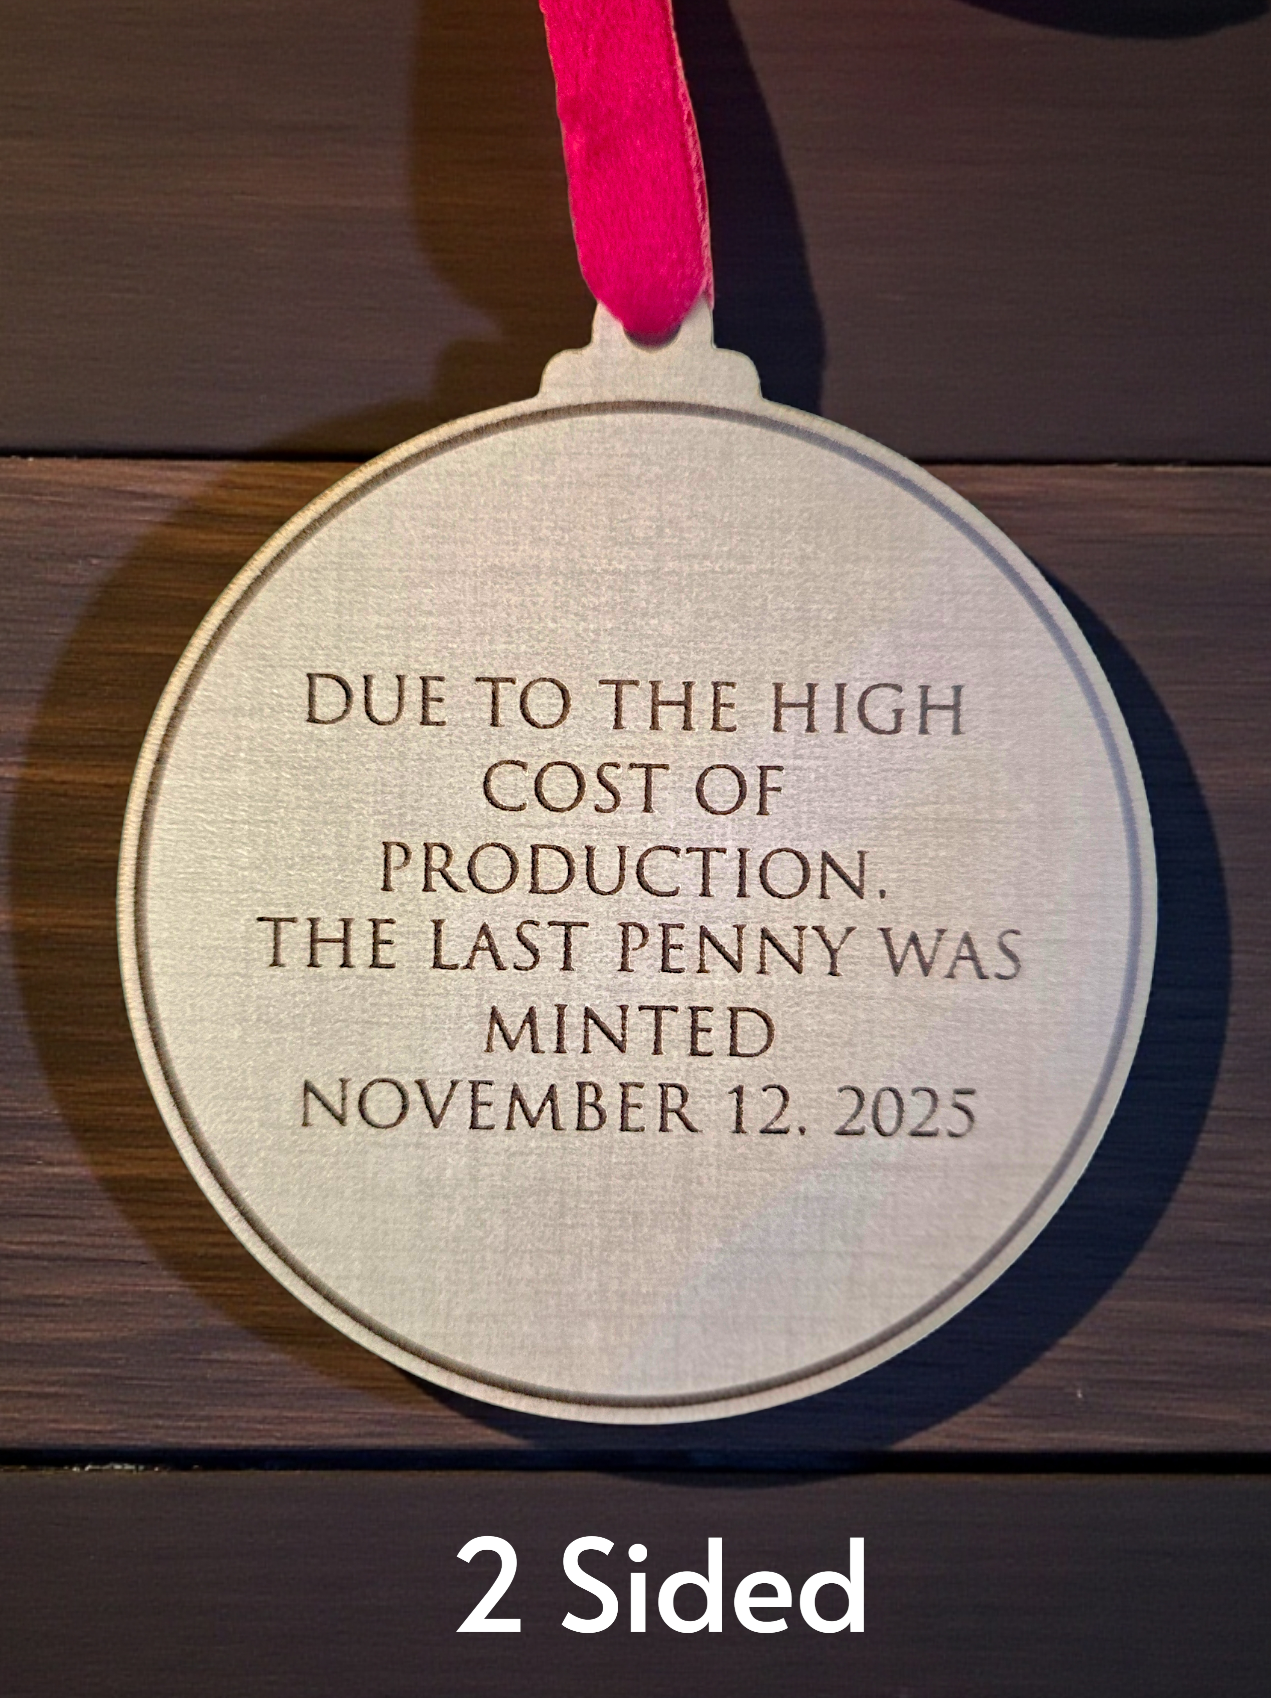 DUE TO THE HIGH
COST OF
PRODUCTION.
THE LAST PENNY WAS
MINTED
NOVEMBER 12, 2025
2 Sided